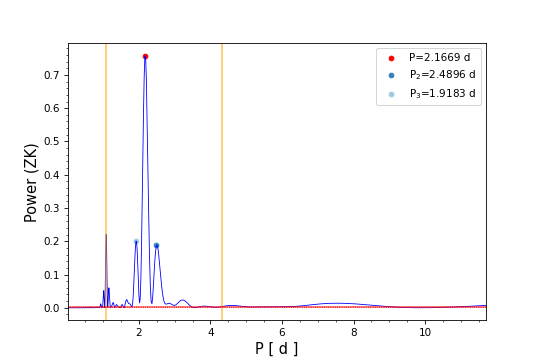 P=2.1669 d
P₂=2.4896 d
P₃=1.9183 d
Power (ZK)
0.7
0.6
0.5
0.4
0.3
0.2
0.1
0.0
2 4 6 8 10
P [ d ]